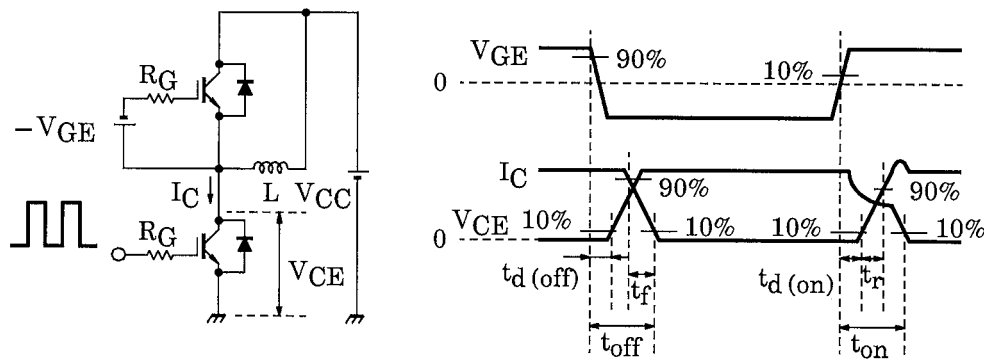 R_G
−V_GE
I_C
L
V_CC
R_G
V_CE
V_GE
90%
10%
0
I_C
90%
90%
V_CE
10%
10%
10%
10%
0
t_d (off)
t_f
t_d (on)
t_r
t_off
t_on